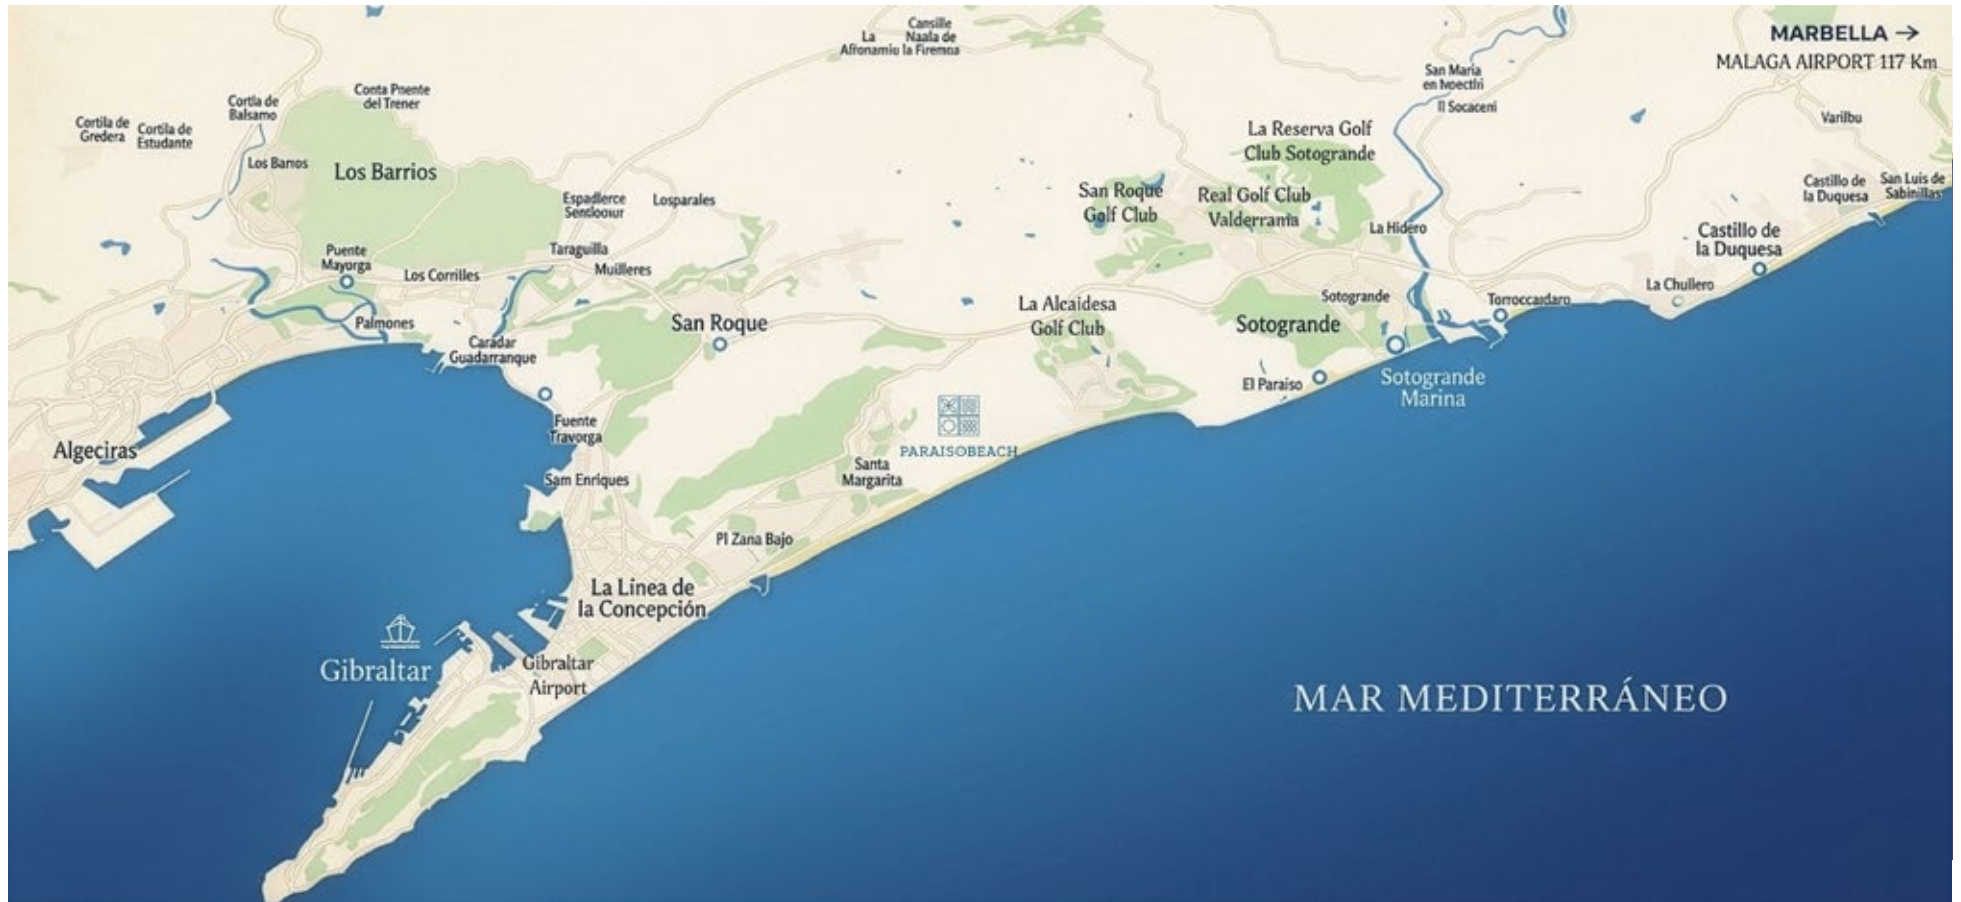 Cansille
La Naala de
Afronamiu la Firemoa
MARBELLA →
MALAGA AIRPORT 117 Km
San Maria
en hoectlri
Il Socaceni
Conta Pnente
del Trener
Cortla de
Balsamo
Cortila de
Gredera
Cortila de
Estudante
Varilbu
La Reserva Golf
Club Sotogrande
Los Barros
Los Barrios
Espadlerce
Sentlooiur
Losparales
San Roque
Golf Club
Real Golf Club
Valderrama
La Hidero
Castillo de
la Duquesa
San Luis de
Sabinillas
Castillo de
la Duquesa
Puente
Mayorga
Los Corrilles
Taraguilla
Muilleres
La Chullero
Sotogrande
Torroccardaro
La Alcaidesa
Golf Club
Palmones
San Roque
Sotogrande
Caradar
Guadarranque
El Paraiso
Sotogrande
Marina
Fuente
Travorga
Algeciras
PARAISOBEACH
Santa
Margarita
Sam Enriques
Pl Zana Bajo
La Linea de
la Concepción
Gibraltar
Gibraltar
Airport
MAR MEDITERRÁNEO